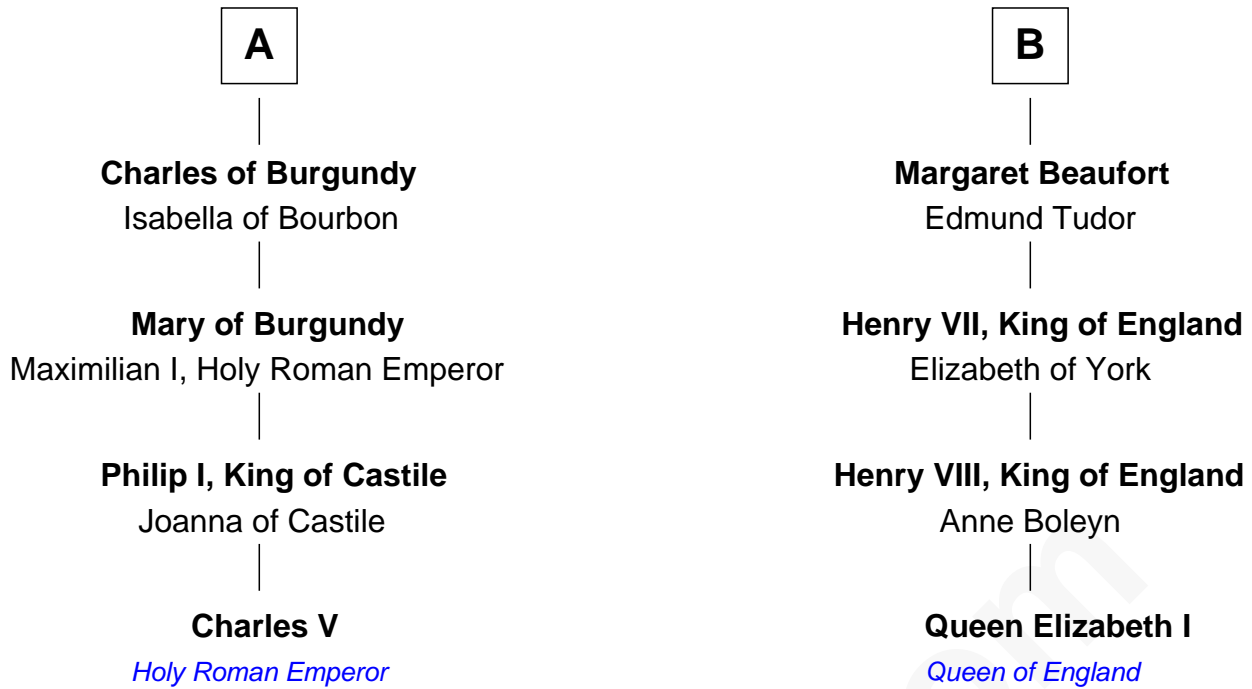 A
Charles of Burgundy
Isabella of Bourbon
Mary of Burgundy
Maximilian I, Holy Roman Emperor
Philip I, King of Castile
Joanna of Castile
Charles V
Holy Roman Emperor
B
Margaret Beaufort
Edmund Tudor
Henry VII, King of England
Elizabeth of York
Henry VIII, King of England
Anne Boleyn
Queen Elizabeth I
Queen of England